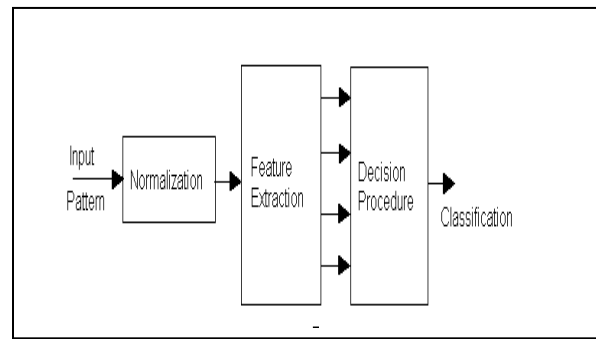 Input
Pattern
Normalization
Feature
Extraction
Decision
Procedure
Classification